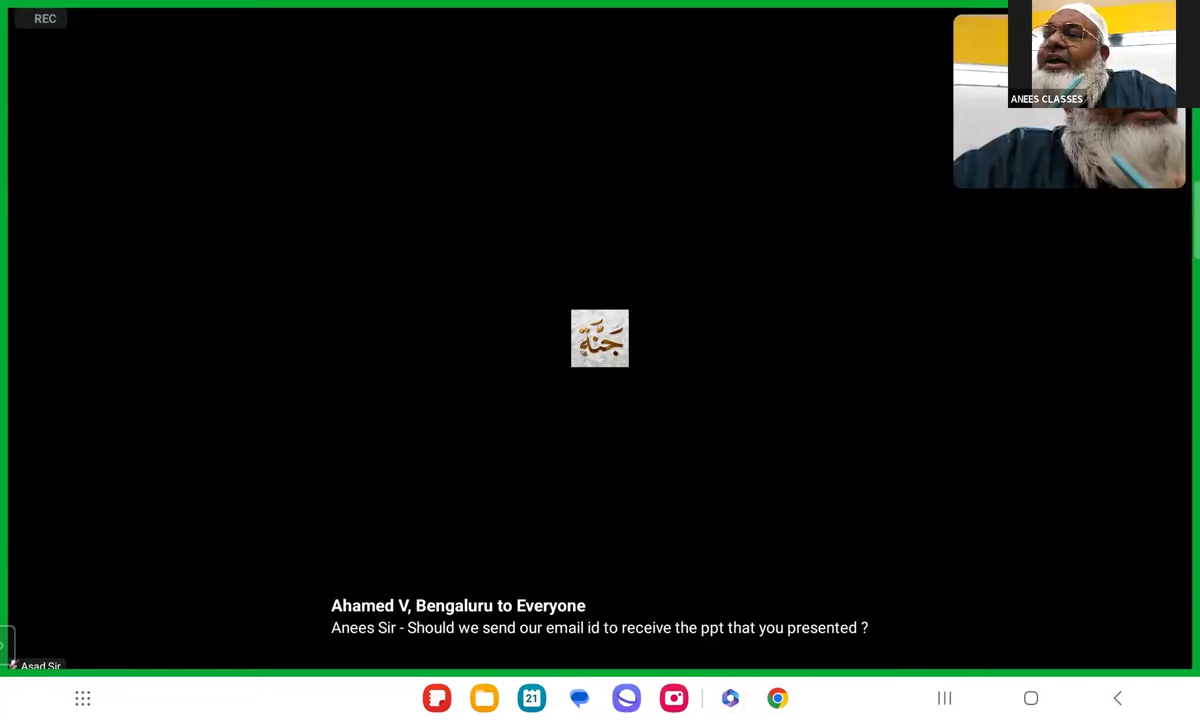 REC
ANEES CLASSES
جَنَّة
Ahamed V, Bengaluru to Everyone
Anees Sir - Should we send our email id to receive the ppt that you presented ?
Asad Sir
21